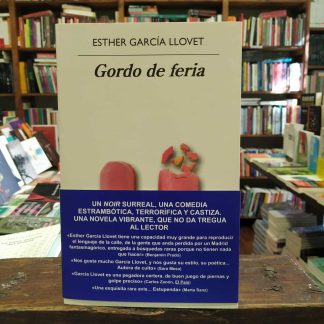 ESTHER GARCÍA LLOVET
Gordo de feria
UN NOIR SURREAL, UNA COMEDIA
ESTRAMBÓTICA, TERRORÍFICA Y CASTIZA.
UNA NOVELA VIBRANTE, QUE NO DA TREGUA
AL LECTOR
«Esther García Llovet tiene una capacidad muy grande para reproducir
el lenguaje de la calle, de la gente que anda perdida por un Madrid
fantasmagórico, entregada a búsquedas raras porque no tienen nada
que hacer» (Benjamín Prado)
«Nos gusta mucho García Llovet, y nos gusta su estilo, su poética...
Autora de culto» (Sara Mesa)
«García Llovet es una pegadora certera, de buen juego de piernas y
golpe preciso» (Carlos Zanón, El País)
«Una exquisita rara avis... Estupenda» (Marta Sanz)